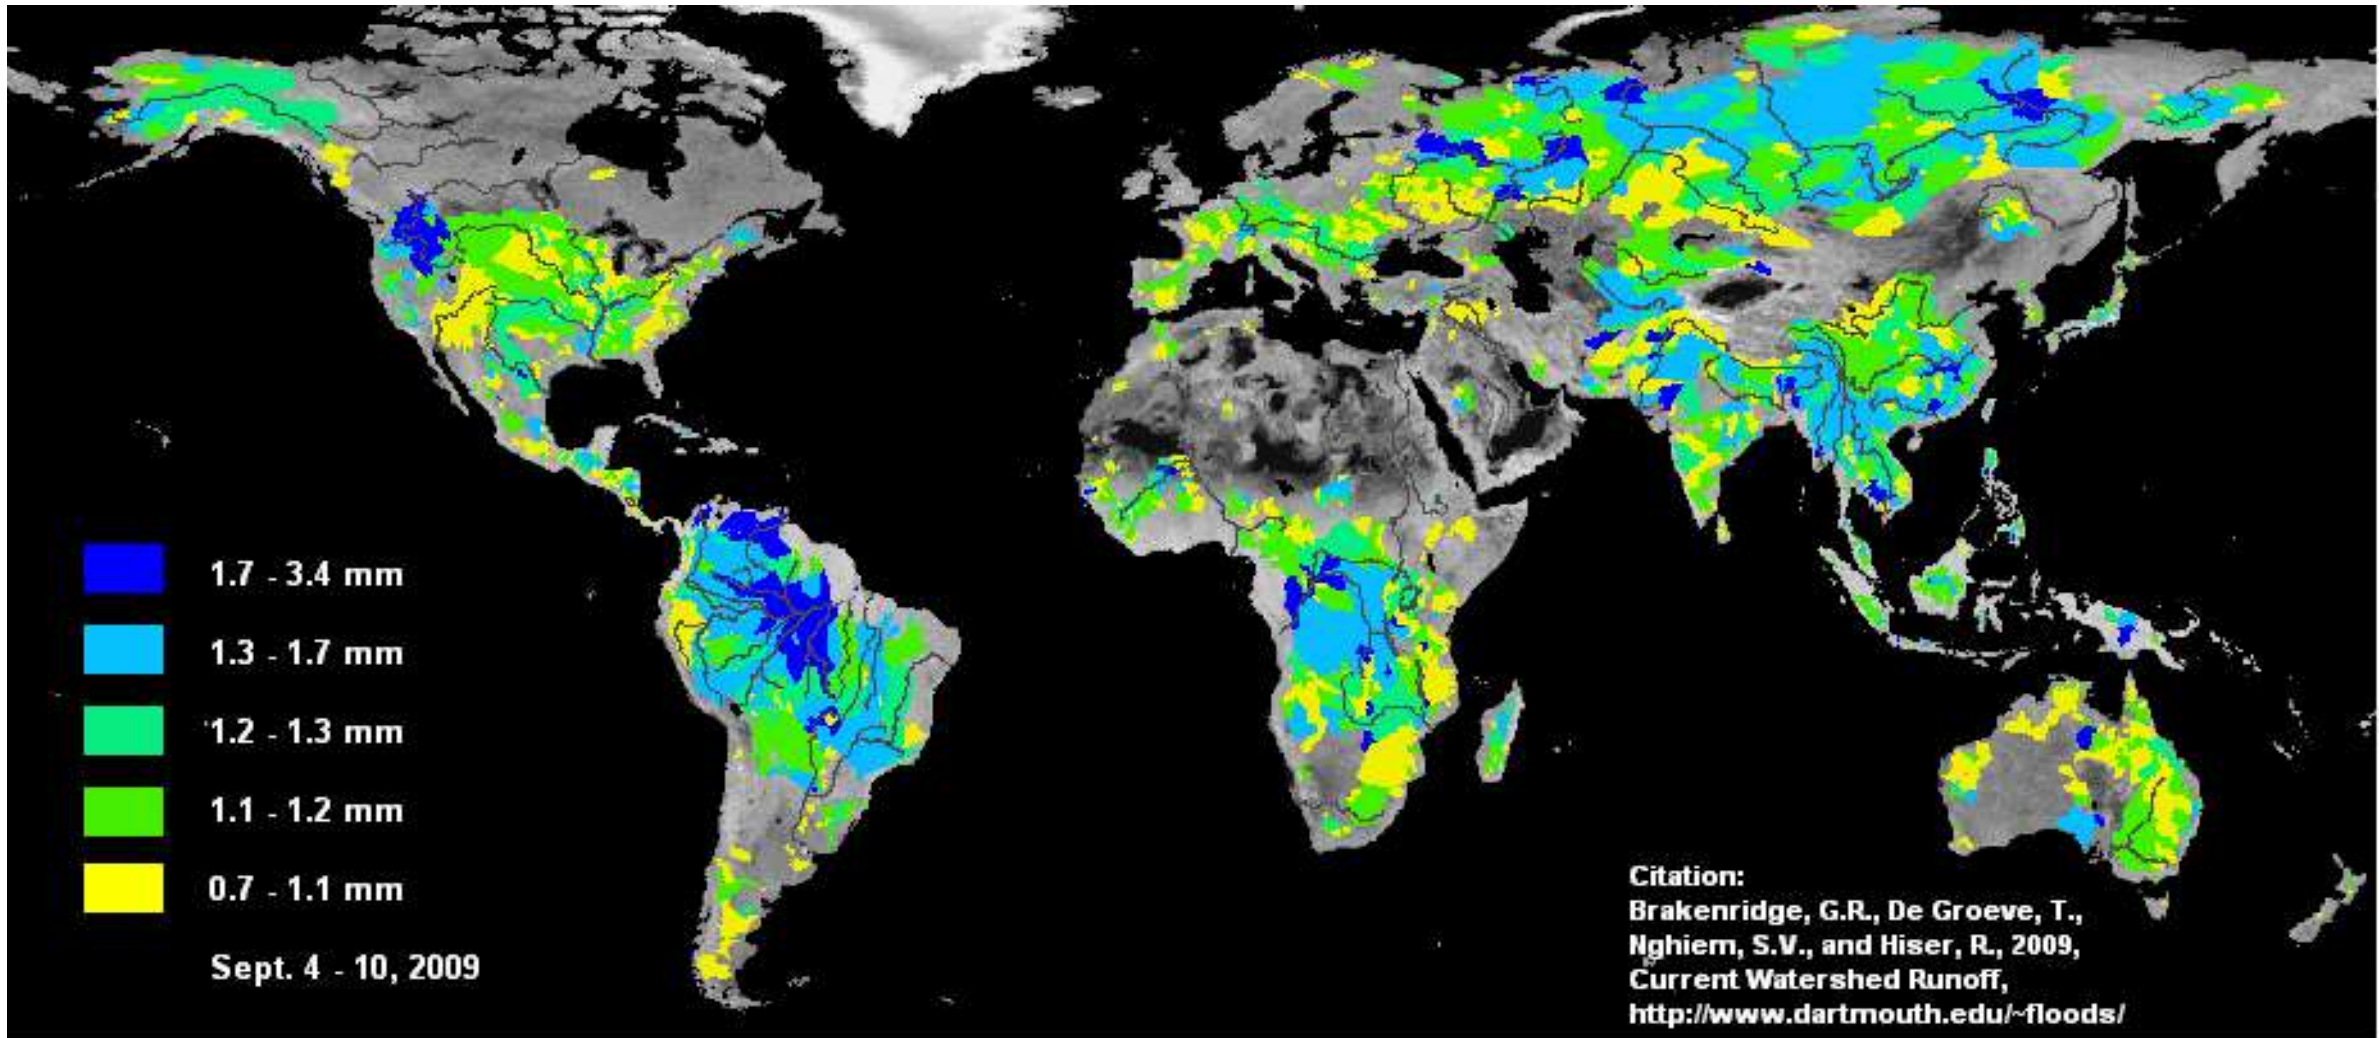 1.7 - 3.4 mm
1.3 - 1.7 mm
1.2 - 1.3 mm
1.1 - 1.2 mm
0.7 - 1.1 mm
Sept. 4 - 10, 2009
Citation:
Brakenridge, G.R., De Groeve, T.,
Nghiem, S.V., and Hiser, R., 2009,
Current Watershed Runoff,
http://www.dartmouth.edu/~floods/